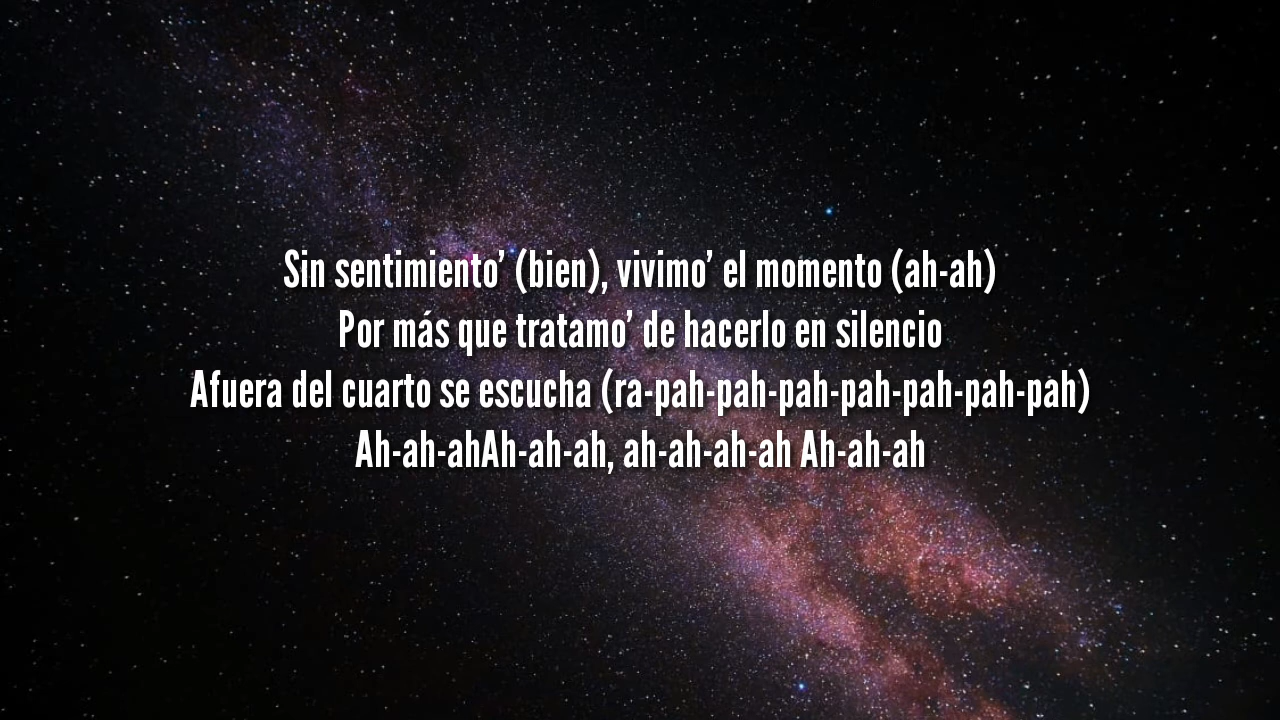 Sin sentimiento’ (bien), vivimo’ el momento (ah-ah)
Por más que tratamo’ de hacerlo en silencio
Afuera del cuarto se escucha (ra-pah-pah-pah-pah-pah-pah-pah)
Ah-ah-ahAh-ah-ah, ah-ah-ah-ah Ah-ah-ah